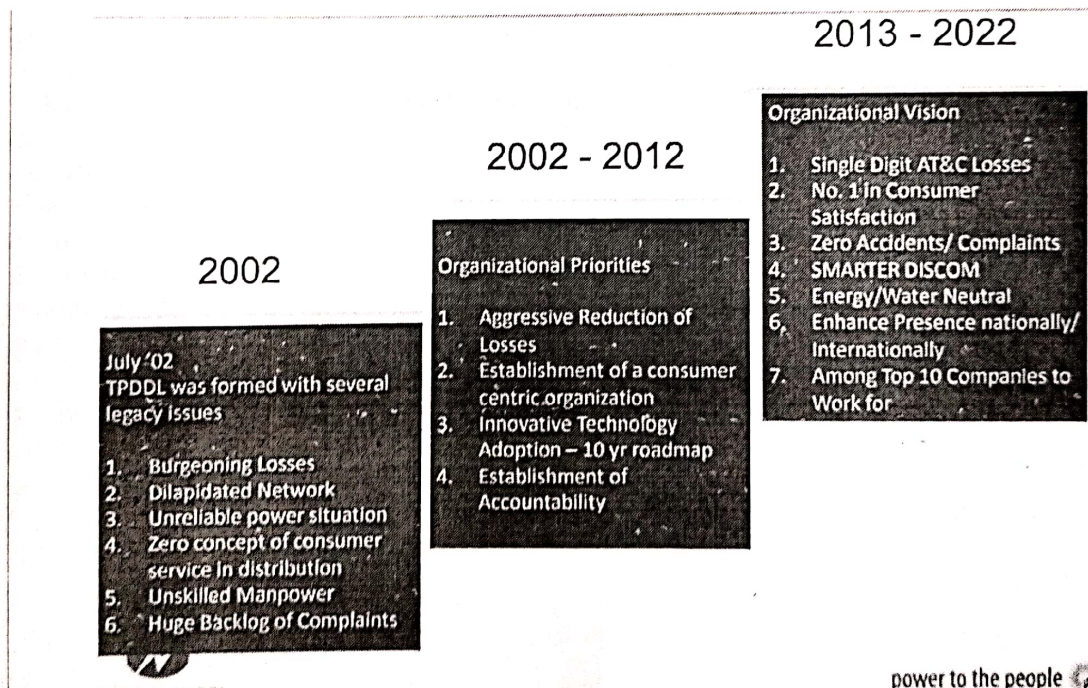 2002
July '02
TPDDL was formed with several
legacy issues
1. Burgeoning Losses
2. Dilapidated Network
3. Unreliable power situation
4. Zero concept of consumer
service in distribution
5. Unskilled Manpower
6. Huge Backlog of Complaints
2002 - 2012
Organizational Priorities
1. Aggressive Reduction of
Losses
2. Establishment of a consumer
centric organization
3. Innovative Technology
Adoption – 10 yr roadmap
4. Establishment of
Accountability
2013 - 2022
Organizational Vision
1. Single Digit AT&C Losses
2. No. 1 in Consumer
Satisfaction
3. Zero Accidents/ Complaints
4. SMARTER DISCOM
5. Energy/Water Neutral
6. Enhance Presence nationally/
Internationally
7. Among Top 10 Companies to
Work for
power to the people